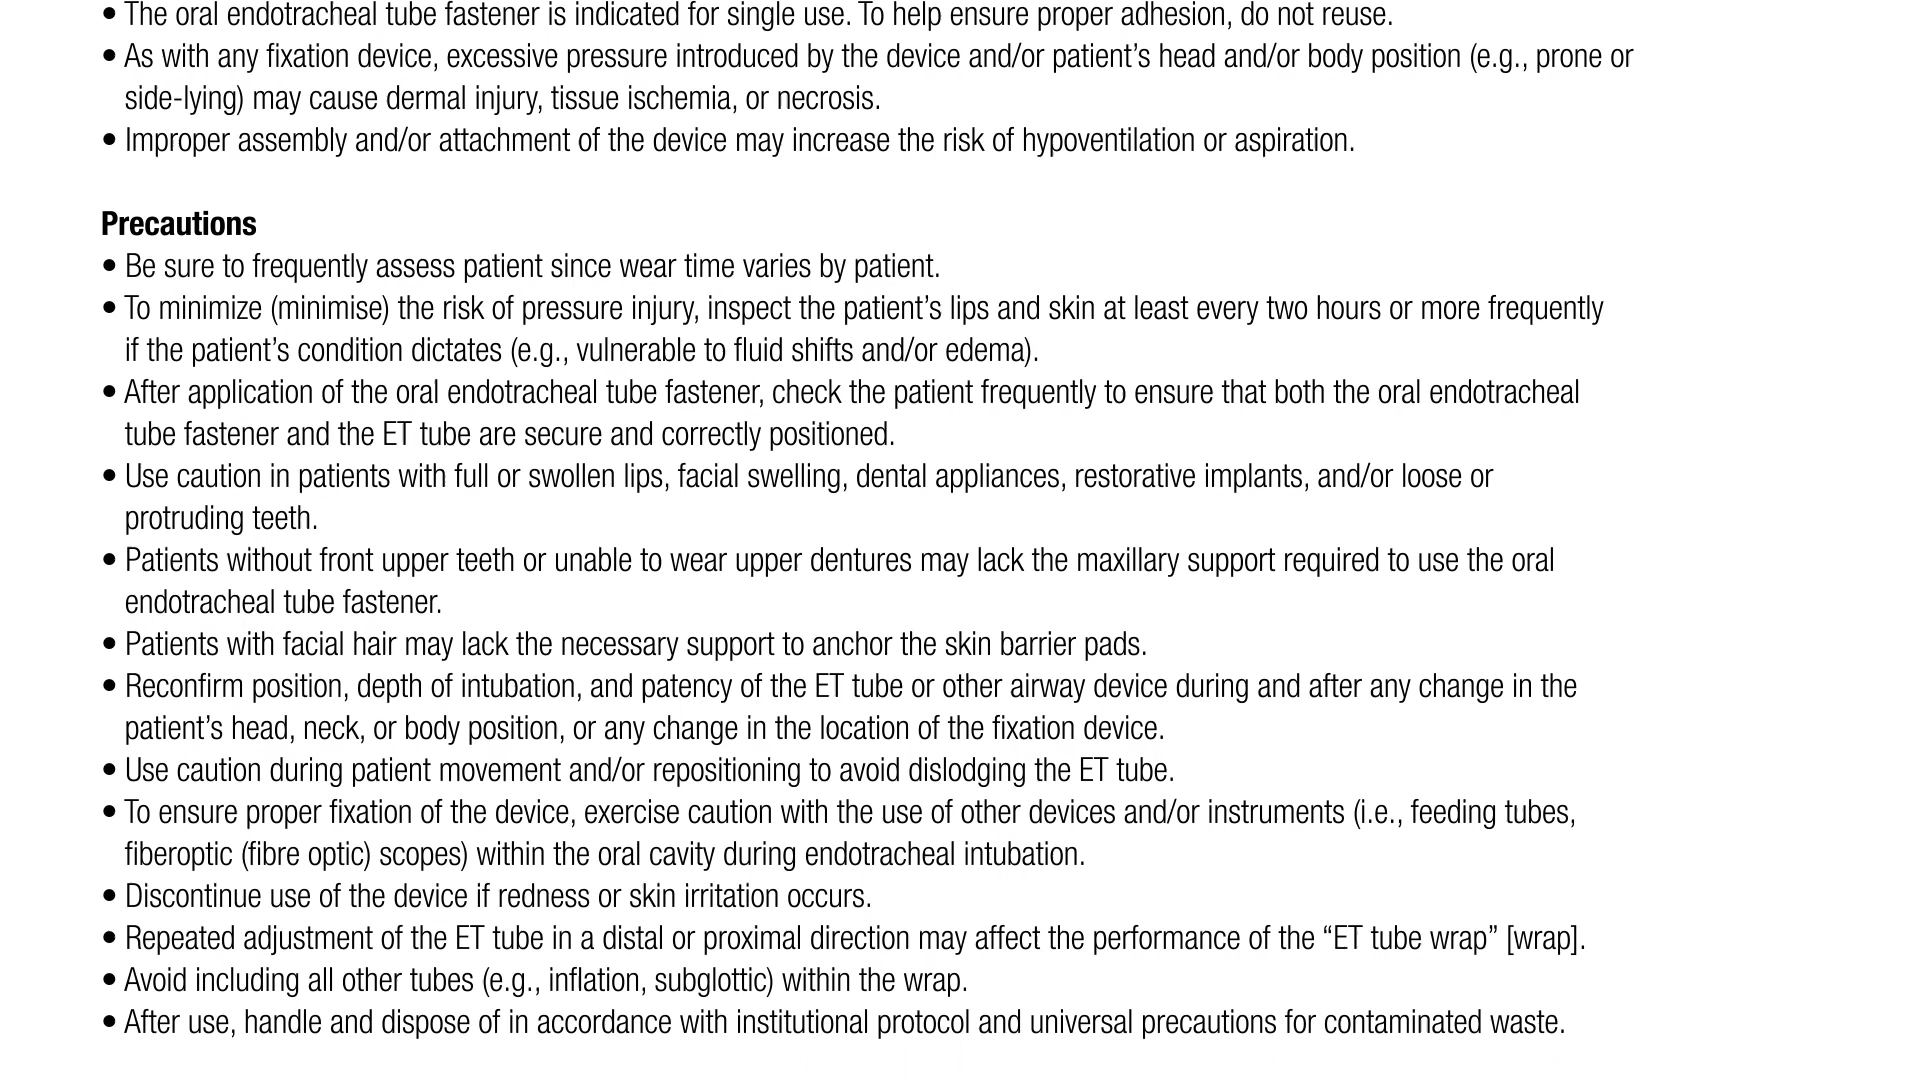 • The oral endotracheal tube fastener is indicated for single use. To help ensure proper adhesion, do not reuse.
• As with any fixation device, excessive pressure introduced by the device and/or patient’s head and/or body position (e.g., prone or
side-lying) may cause dermal injury, tissue ischemia, or necrosis.
• Improper assembly and/or attachment of the device may increase the risk of hypoventilation or aspiration.
Precautions
• Be sure to frequently assess patient since wear time varies by patient.
• To minimize (minimise) the risk of pressure injury, inspect the patient’s lips and skin at least every two hours or more frequently
if the patient’s condition dictates (e.g., vulnerable to fluid shifts and/or edema).
• After application of the oral endotracheal tube fastener, check the patient frequently to ensure that both the oral endotracheal
tube fastener and the ET tube are secure and correctly positioned.
• Use caution in patients with full or swollen lips, facial swelling, dental appliances, restorative implants, and/or loose or
protruding teeth.
• Patients without front upper teeth or unable to wear upper dentures may lack the maxillary support required to use the oral
endotracheal tube fastener.
• Patients with facial hair may lack the necessary support to anchor the skin barrier pads.
• Reconfirm position, depth of intubation, and patency of the ET tube or other airway device during and after any change in the
patient’s head, neck, or body position, or any change in the location of the fixation device.
• Use caution during patient movement and/or repositioning to avoid dislodging the ET tube.
• To ensure proper fixation of the device, exercise caution with the use of other devices and/or instruments (i.e., feeding tubes,
fiberoptic (fibre optic) scopes) within the oral cavity during endotracheal intubation.
• Discontinue use of the device if redness or skin irritation occurs.
• Repeated adjustment of the ET tube in a distal or proximal direction may affect the performance of the “ET tube wrap” [wrap].
• Avoid including all other tubes (e.g., inflation, subglottic) within the wrap.
• After use, handle and dispose of in accordance with institutional protocol and universal precautions for contaminated waste.